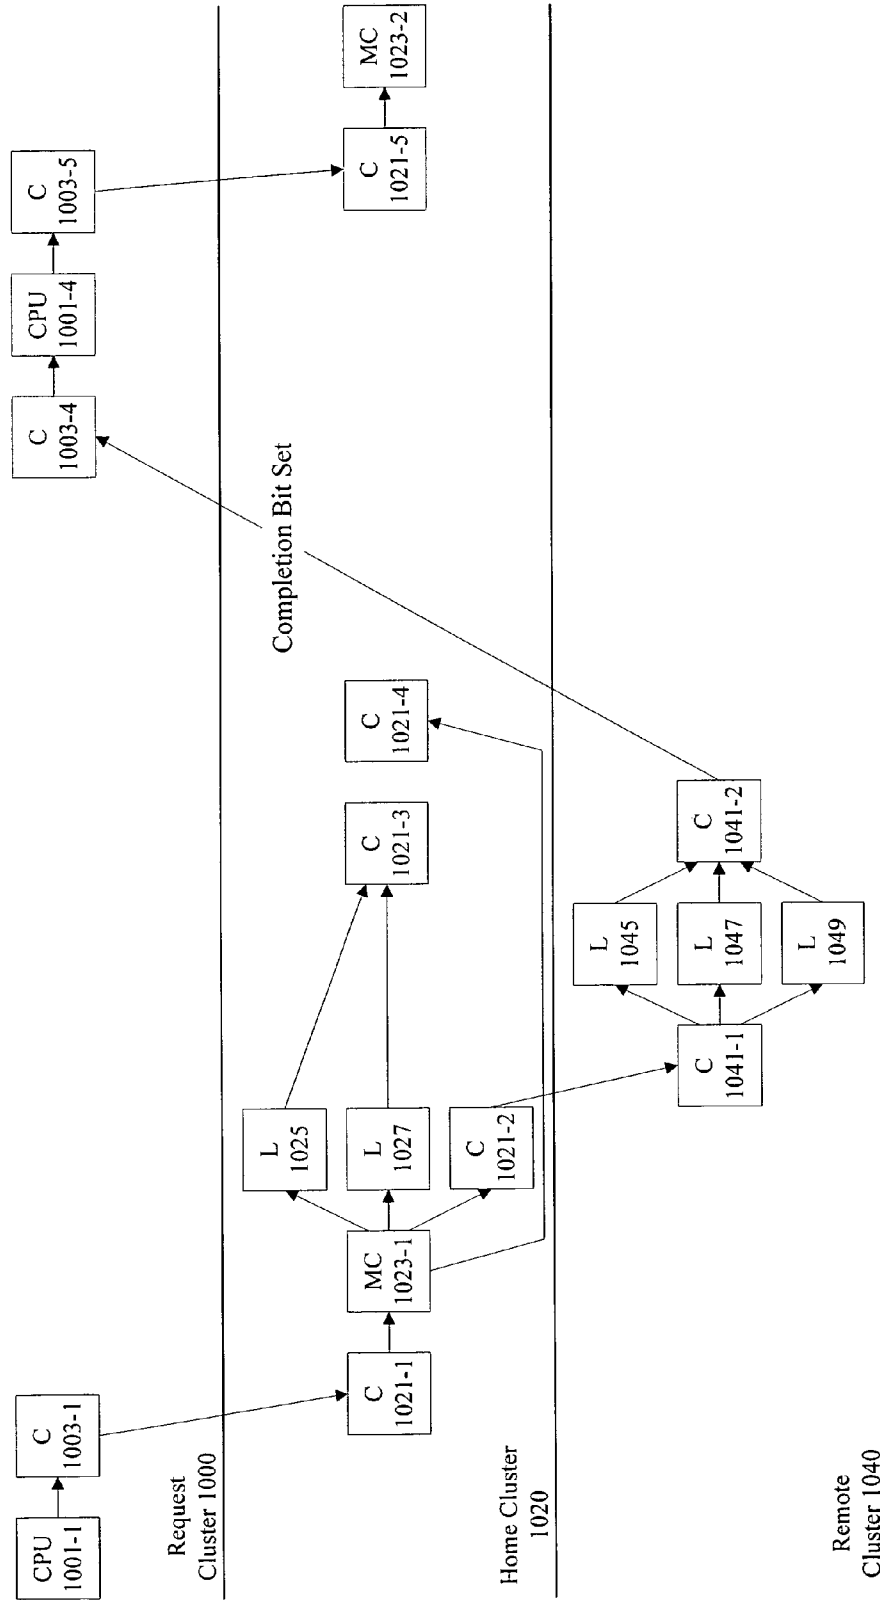 CPU
1001-1
C
1003-1
C
1003-4
CPU
1001-4
C
1003-5
Request
Cluster 1000
C
1021-1
MC
1023-1
L
1025
L
1027
C
1021-2
C
1021-3
C
1021-4
Completion Bit Set
C
1021-5
MC
1023-2
Home Cluster
1020
C
1041-1
L
1045
L
1047
L
1049
C
1041-2
Remote
Cluster 1040